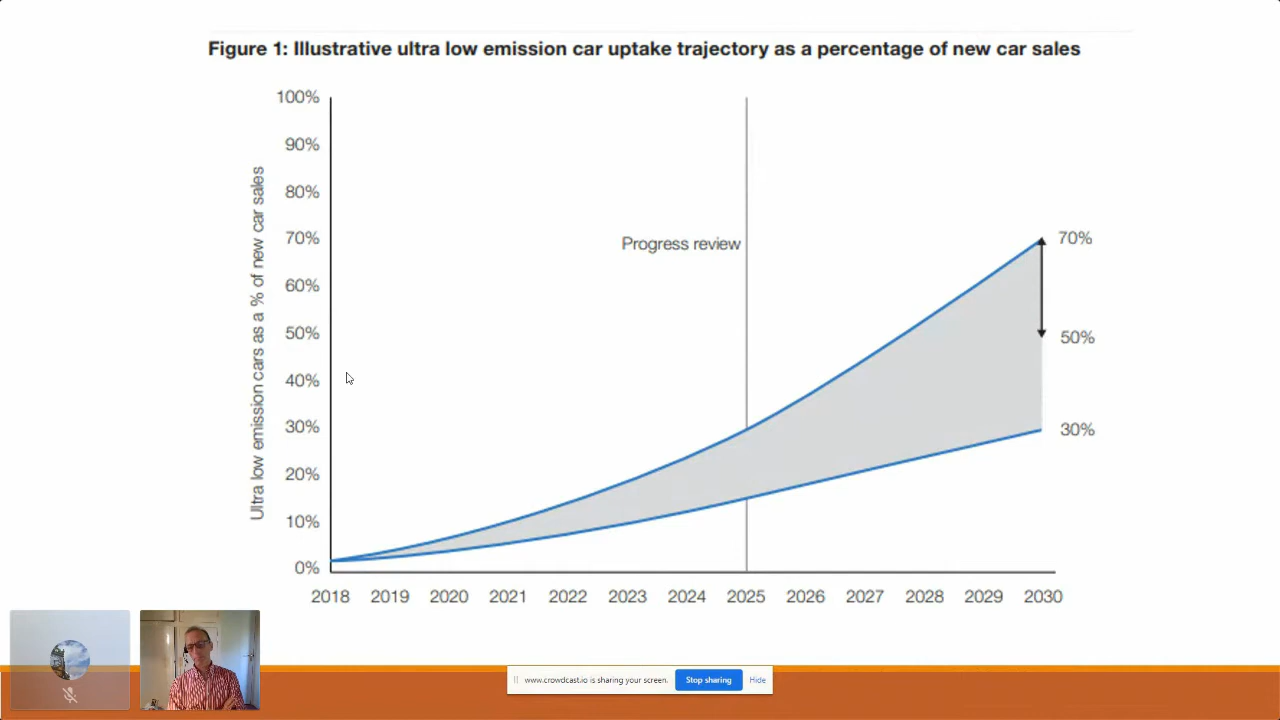 Figure 1: Illustrative ultra low emission car uptake trajectory as a percentage of new car sales
Ultra low emission cars as a % of new car sales
100%
90%
80%
70%
60%
50%
40%
30%
20%
10%
0%
Progress review
70%
50%
30%
2018 2019 2020 2021 2022 2023 2024 2025 2026 2027 2028 2029 2030
www.crowdcast.io is sharing your screen. Stop sharing Hide